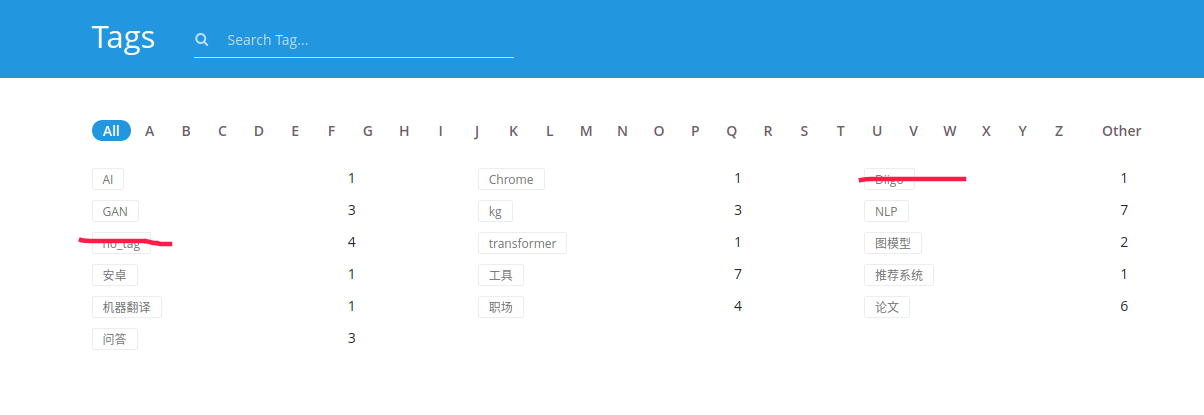 Tags Search Tag...
All A B C D E F G H I J K L M N O P Q R S T U V W X Y Z Other
AI 1 Chrome 1 Diigo 1
GAN 3 kg 3 NLP 7
no_tag 4 transformer 1 图模型 2
安卓 1 工具 7 推荐系统 1
机器翻译 1 职场 4 论文 6
问答 3